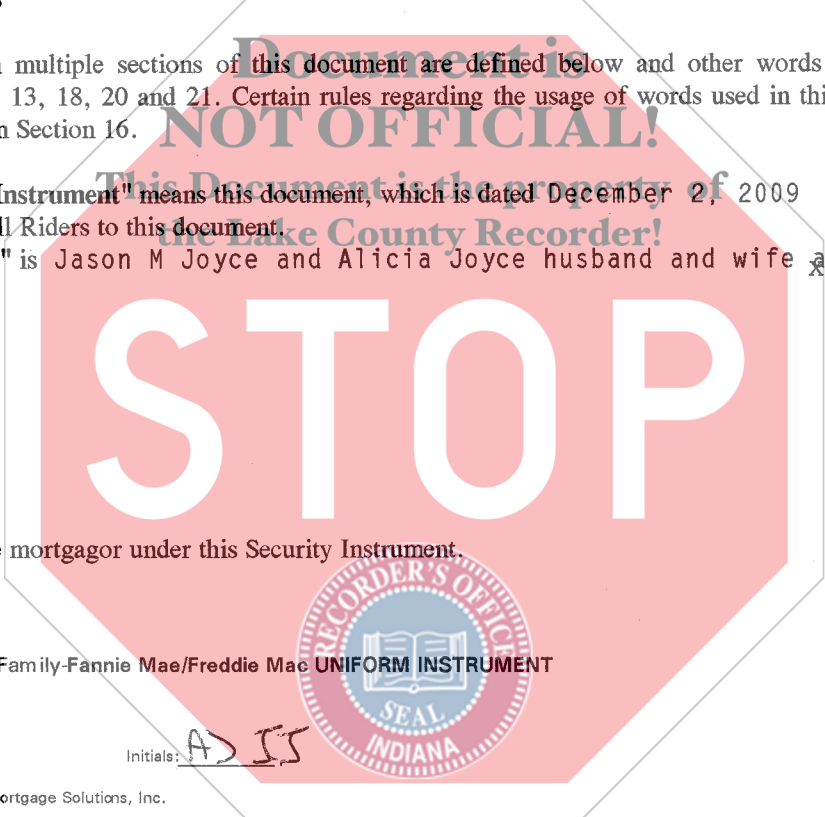 multiple sections of this document are defined below and other words
13, 18, 20 and 21. Certain rules regarding the usage of words used in thi
n Section 16.
Document is
NOT OFFICIAL!
This Document is the property of
the Lake County Recorder!
Instrument" means this document, which is dated December 2, 2009
ll Riders to this document.
" is Jason M Joyce and Alicia Joyce husband and wife
STOP
mortgagor under this Security Instrument.
RECORDER'S OFFICE
SEAL
INDIANA
Family-Fannie Mae/Freddie Mac UNIFORM INSTRUMENT
Initials: AJ JJ
ortgage Solutions, Inc.